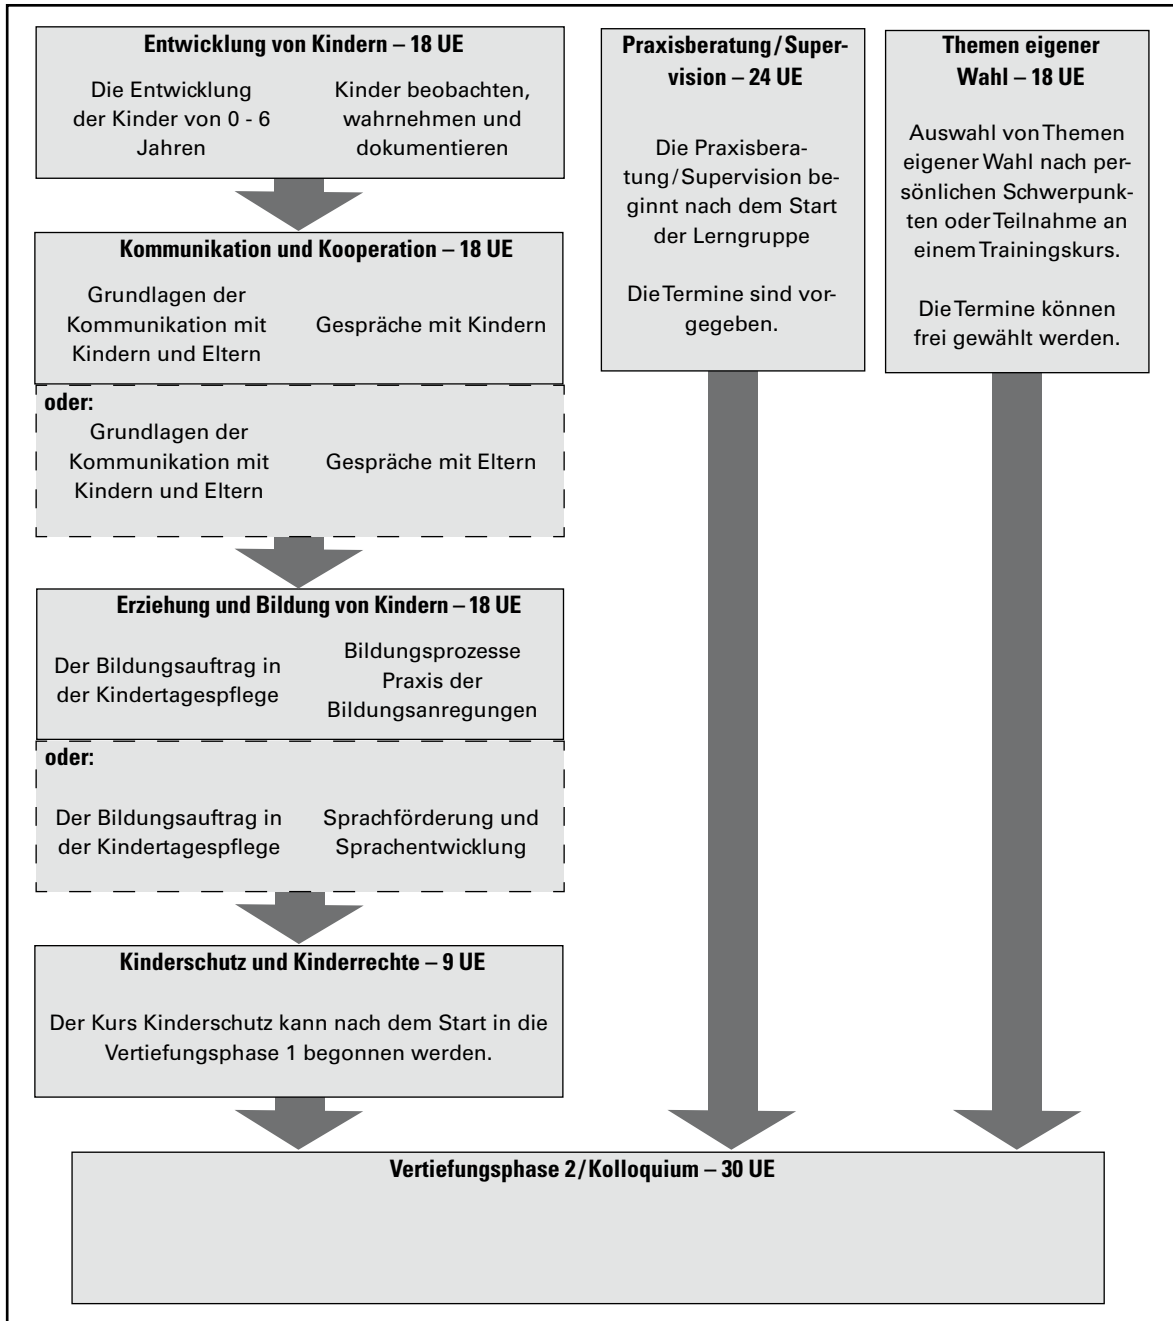 Entwicklung von Kindern – 18 UE
Die Entwicklung
der Kinder von 0 - 6
Jahren
Kinder beobachten,
wahrnehmen und
dokumentieren
Kommunikation und Kooperation – 18 UE
Grundlagen der
Kommunikation mit
Kindern und Eltern
Gespräche mit Kindern
oder:
Grundlagen der
Kommunikation mit
Kindern und Eltern
Gespräche mit Eltern
Erziehung und Bildung von Kindern – 18 UE
Der Bildungsauftrag in
der Kindertagespflege
Bildungsprozesse
Praxis der
Bildungsanregungen
oder:
Der Bildungsauftrag in
der Kindertagespflege
Sprachförderung und
Sprachentwicklung
Kinderschutz und Kinderrechte – 9 UE
Der Kurs Kinderschutz kann nach dem Start in die
Vertiefungsphase 1 begonnen werden.
Praxisberatung/Super-
vision – 24 UE
Die Praxisbera-
tung/Supervision be-
ginnt nach dem Start
der Lerngruppe
Die Termine sind vor-
gegeben.
Themen eigener
Wahl – 18 UE
Auswahl von Themen
eigener Wahl nach per-
sönlichen Schwerpunk-
ten oder Teilnahme an
einem Trainingskurs.
Die Termine können
frei gewählt werden.
Vertiefungsphase 2/Kolloquium – 30 UE